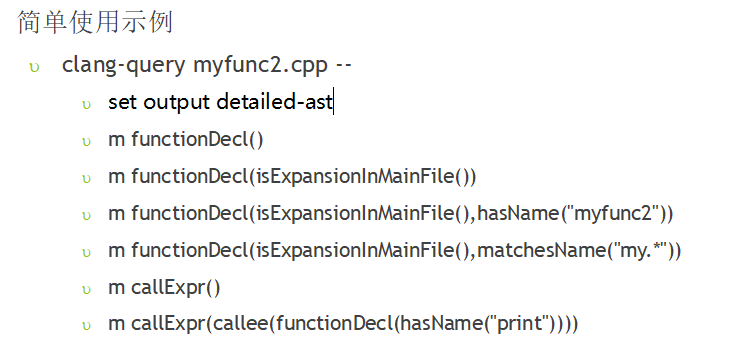 简单使用示例
υ clang-query myfunc2.cpp --
υ set output detailed-ast
υ m functionDecl()
υ m functionDecl(isExpansionInMainFile())
υ m functionDecl(isExpansionInMainFile(),hasName("myfunc2"))
υ m functionDecl(isExpansionInMainFile(),matchesName("my.*"))
υ m callExpr()
υ m callExpr(callee(functionDecl(hasName("print"))))